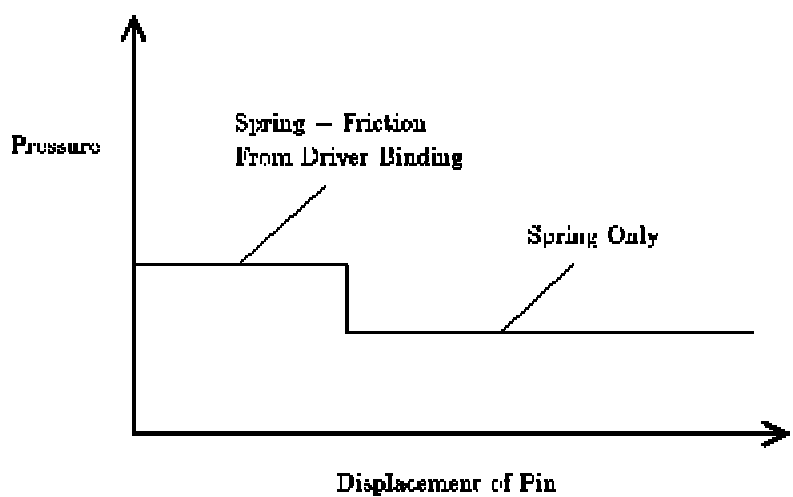 Spring – Friction
From Driver Binding
Pressure
Spring Only
Displacement of Pin